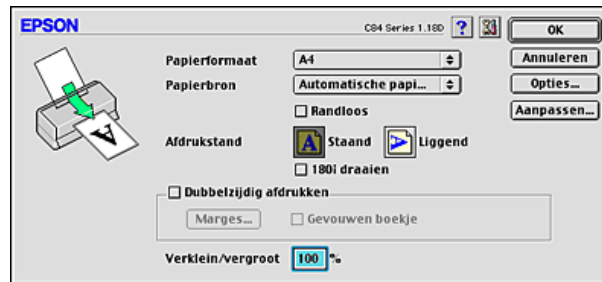 EPSON
C84 Series 1.18D
?
OK
Papierformaat
A4
Annuleren
Papierbron
Automatische papi...
Opties...
Randloos
Aanpassen...
Afdrukstand
A Staand
A Liggend
180i draaien
Dubbelzijdig afdrukken
Marges...
Gevouwen boekje
Verklein/vergroot
100 %
A